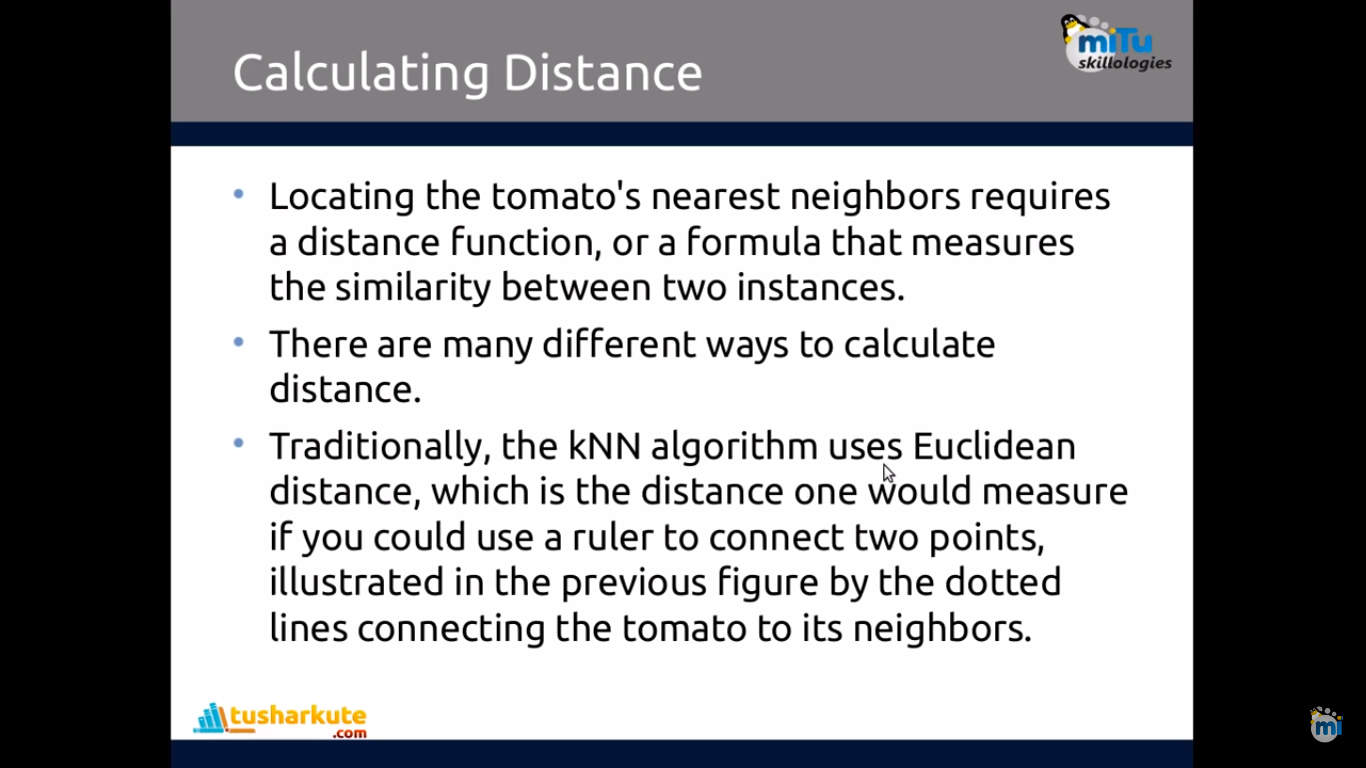 Calculating Distance
miTu
skillologies
• Locating the tomato's nearest neighbors requires
a distance function, or a formula that measures
the similarity between two instances.
• There are many different ways to calculate
distance.
• Traditionally, the kNN algorithm uses Euclidean
distance, which is the distance one would measure
if you could use a ruler to connect two points,
illustrated in the previous figure by the dotted
lines connecting the tomato to its neighbors.
tusharkute
.com
mi